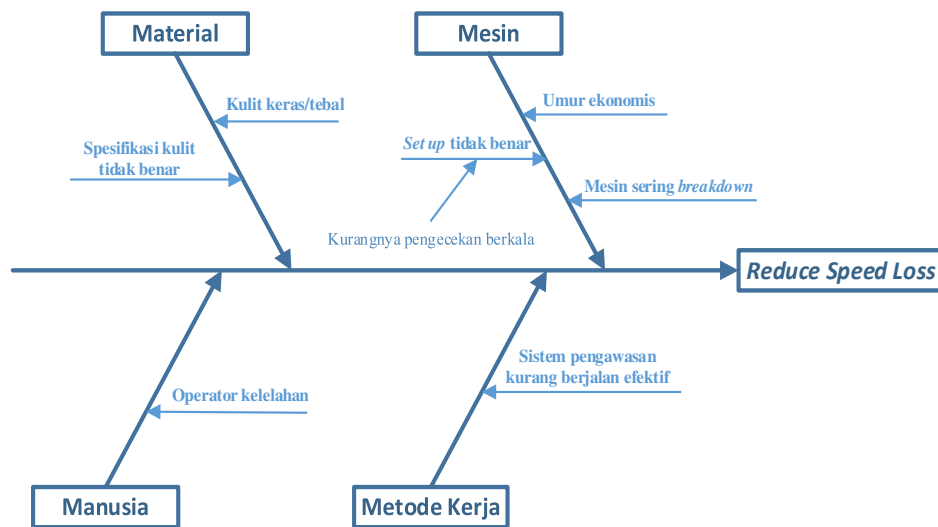 Material
Mesin
Kulit keras/tebal
Umur ekonomis
Spesifikasi kulit
tidak benar
Set up tidak benar
Mesin sering breakdown
Kurangnya pengecekan berkala
Reduce Speed Loss
Sistem pengawasan
kurang berjalan efektif
Operator kelelahan
Manusia
Metode Kerja